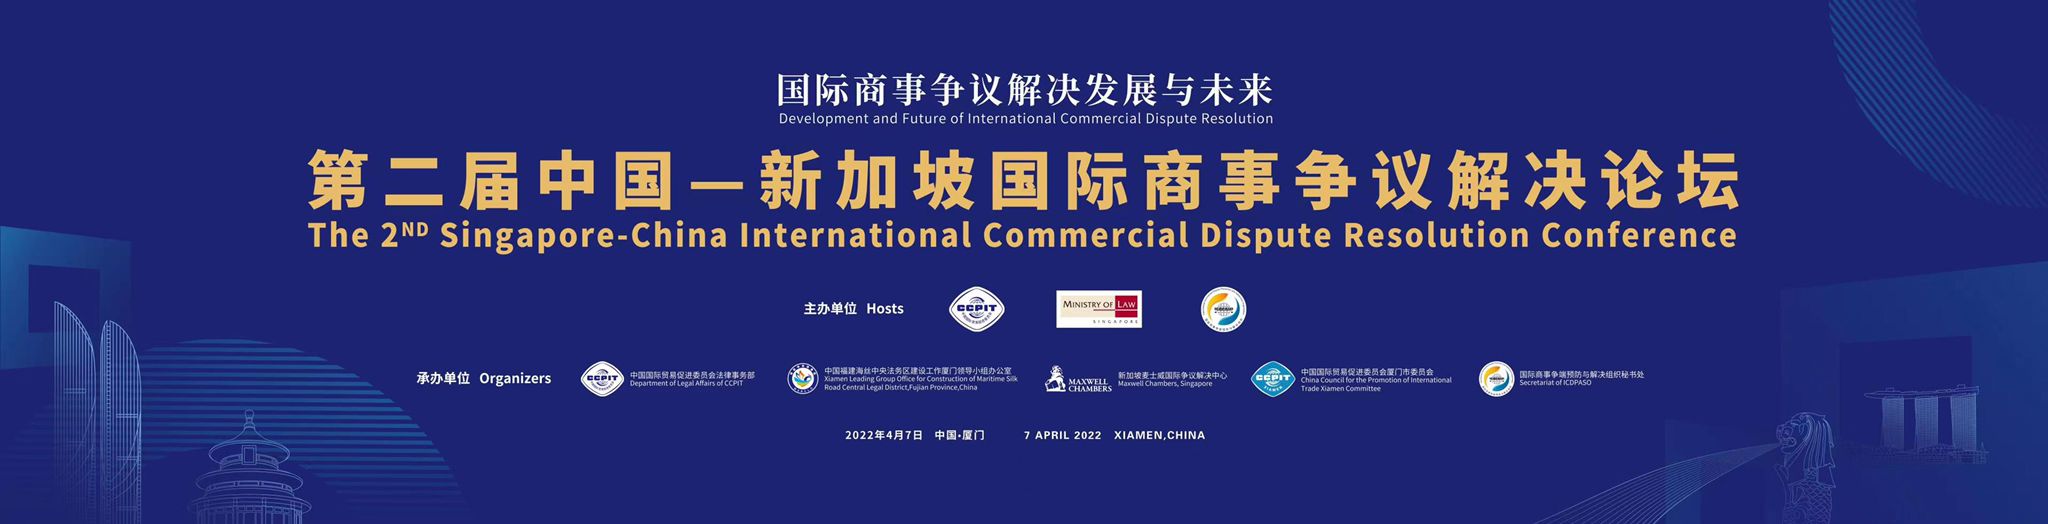 国际商事争议解决发展与未来
Development and Future of International Commercial Dispute Resolution
第二届中国—新加坡国际商事争议解决论坛
The 2ND Singapore-China International Commercial Dispute Resolution Conference
主办单位 Hosts
CCPIT
MINISTRY OF LAW
SINGAPORE
承办单位 Organizers
CCPIT
中国国际贸易促进委员会法律事务部
Department of Legal Affairs of CCPIT
中国福建海丝中央法务区建设工作厦门领导小组办公室
Xiamen Leading Group Office for Construction of Maritime Silk
Road Central Legal District,Fujian Province,China
MAXWELL
CHAMBERS
新加坡麦士威国际争议解决中心
Maxwell Chambers, Singapore
CCPIT
XIAMEN
中国国际贸易促进委员会厦门市委员会
China Council for the Promotion of International
Trade Xiamen Committee
国际商事争端预防与解决组织秘书处
Secretariat of ICDPASO
2022年4月7日 中国·厦门 7 APRIL 2022 XIAMEN,CHINA